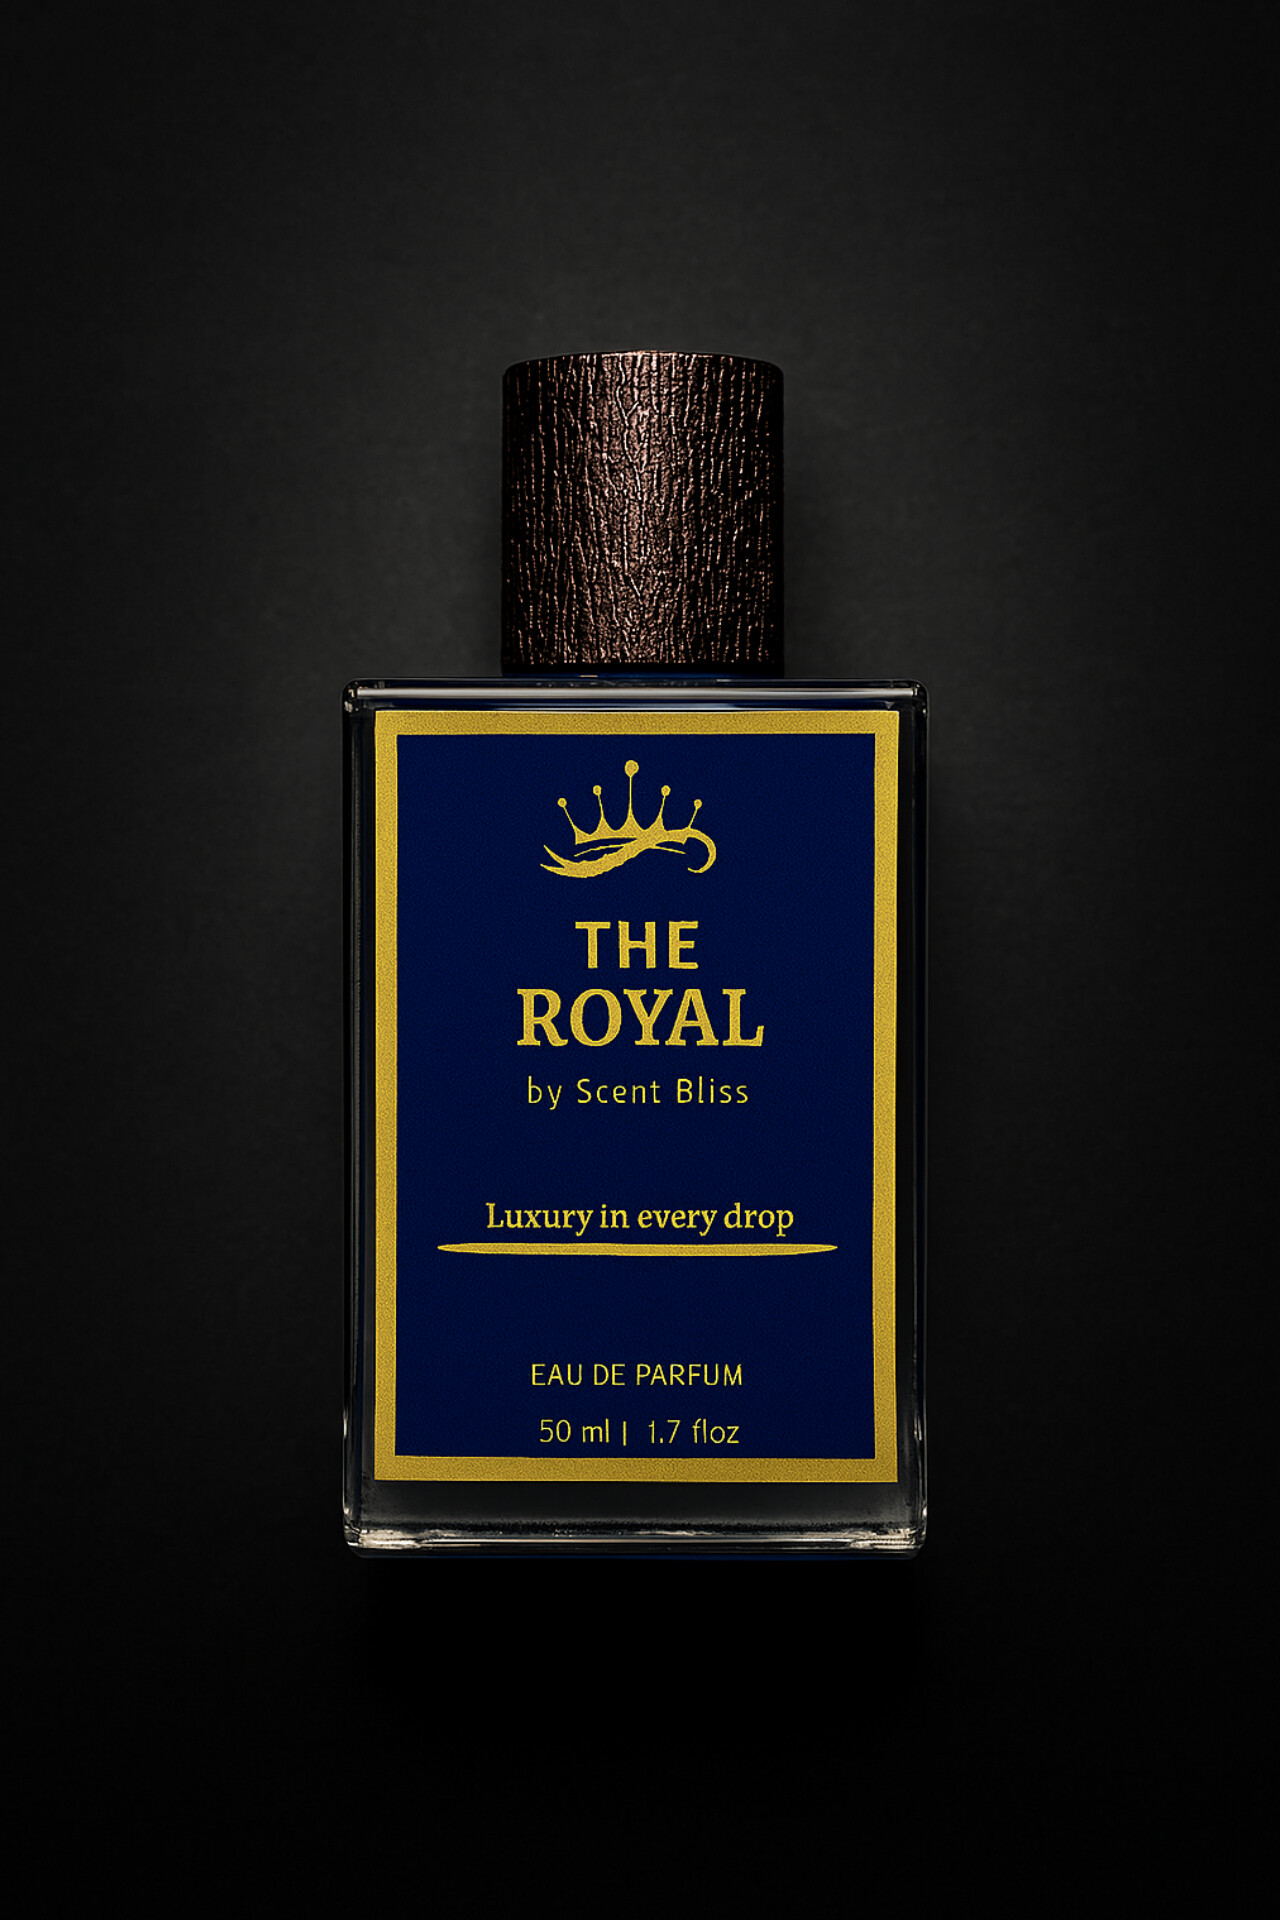 THE
ROYAL
by Scent Bliss
Luxury in every drop
EAU DE PARFUM
50 ml | 1.7 floz